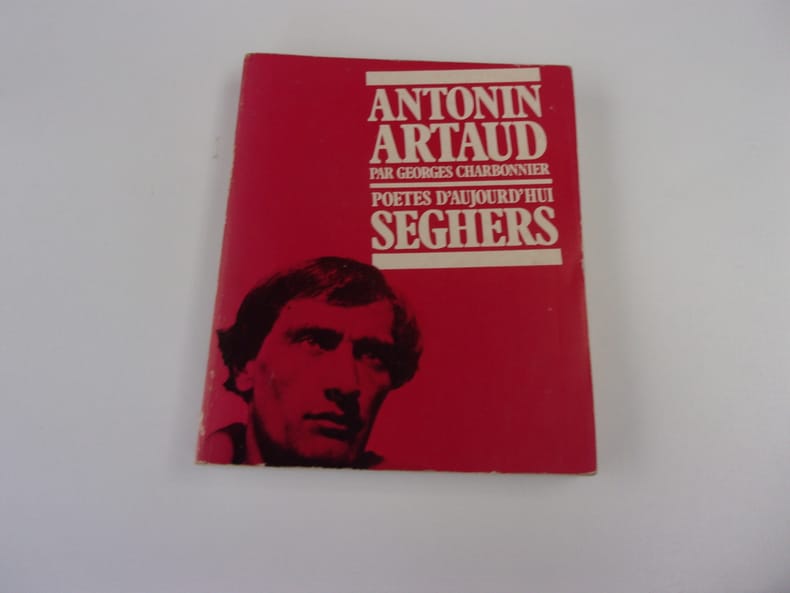 ANTONIN
ARTAUD
PAR GEORGES CHARBONNIER
POETES D'AUJOURD'HUI
SEGHERS